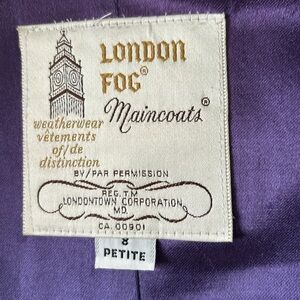 LONDON
FOG®
Maincoats®
weatherwear
vêtements
of/de
distinction
BY/PAR PERMISSION
REG. T.M
LONDONTOWN CORPORATION
MD.
CA. 00901
8
PETITE